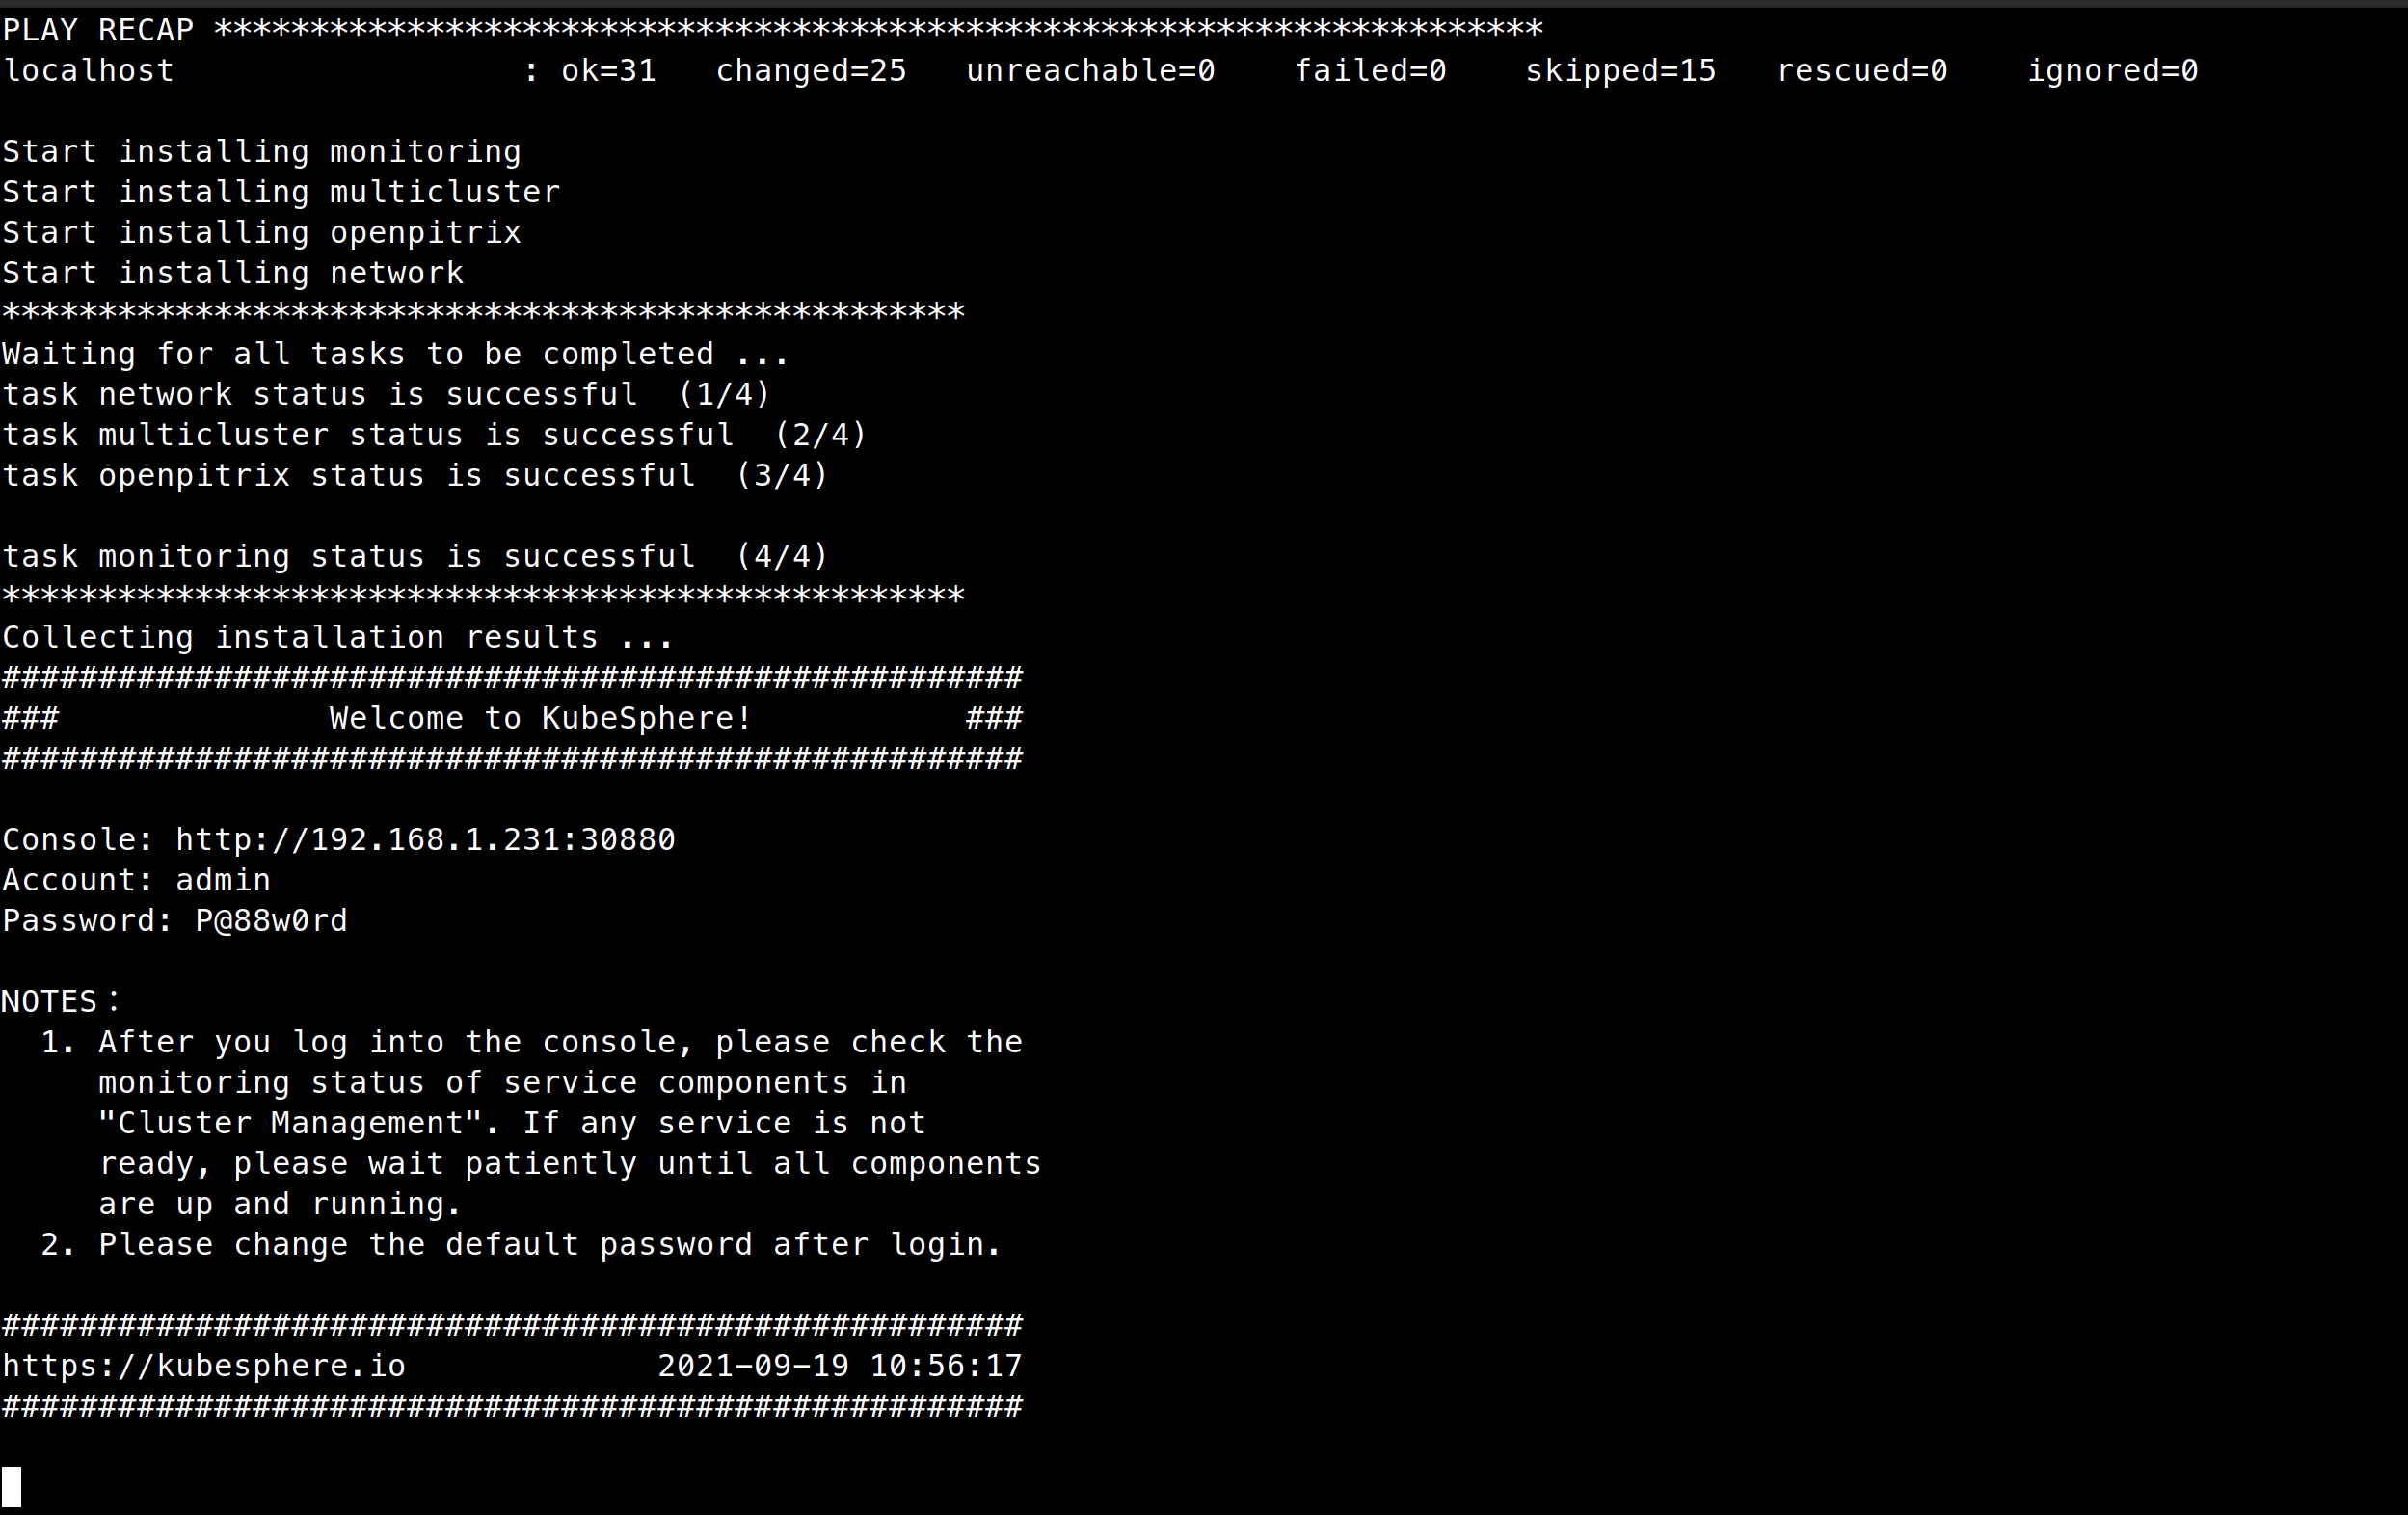 PLAY RECAP *********************************************************************
localhost                  : ok=31   changed=25   unreachable=0    failed=0    skipped=15   rescued=0    ignored=0
Start installing monitoring
Start installing multicluster
Start installing openpitrix
Start installing network
**************************************************
Waiting for all tasks to be completed ...
task network status is successful  (1/4)
task multicluster status is successful  (2/4)
task openpitrix status is successful  (3/4)
task monitoring status is successful  (4/4)
**************************************************
Collecting installation results ...
#####################################################
###              Welcome to KubeSphere!           ###
#####################################################
Console: http://192.168.1.231:30880
Account: admin
Password: P@88w0rd
NOTES：
  1. After you log into the console, please check the
     monitoring status of service components in
     "Cluster Management". If any service is not
     ready, please wait patiently until all components
     are up and running.
  2. Please change the default password after login.
#####################################################
https://kubesphere.io             2021-09-19 10:56:17
#####################################################